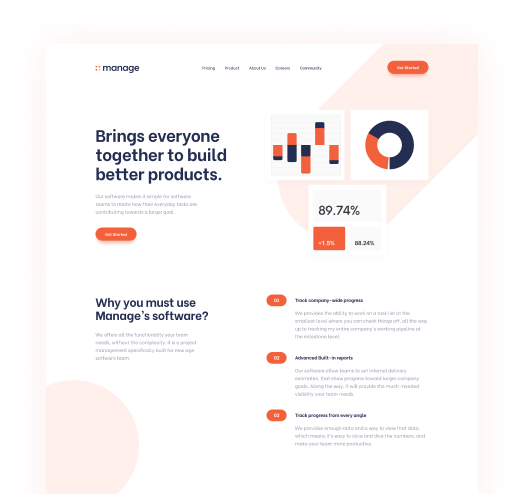 manage
Pricing Product About Us Careers Community
Get Started
Brings everyone
together to build
better products.
Our software makes it simple for software
teams to relate how their everyday tasks are
contributing towards a larger goal.
Get Started
89.74%
+1.5%
88.24%
Why you must use
Manage's software?
We offers all the functionality your team
needs, without the complexity. It is a project
management specifically built for new age
software team.
01
Track company-wide progress
We provides the ability to work on a task list at the
smallest level where you can check things off, all the way
up to tracking my entire company's working pipeline at
the milestone level.
02
Advanced Built-in reports
Our software allow teams to set internal delivery
estimates, that show progress toward larger company
goals. Along the way, it will provide the much-needed
visibility your team needs.
03
Track progress from every angle
We provides enough data and a way to view that data,
which means it's easy to slice and dice the numbers, and
make your team more productive.